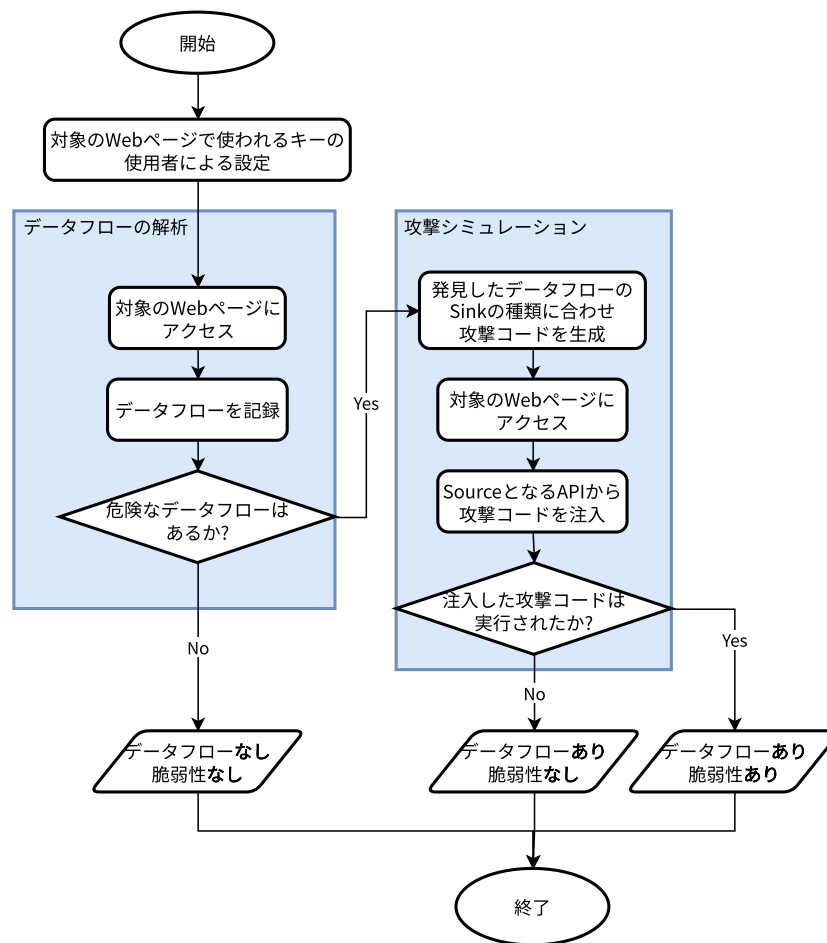 開始
対象のWebページで使われるキーの
使用者による設定
データフローの解析
対象のWebページに
アクセス
データフローを記録
危険なデータフローは
あるか?
Yes
No
攻撃シミュレーション
発見したデータフローの
Sinkの種類に合わせ
攻撃コードを生成
対象のWebページに
アクセス
SourceとなるAPIから
攻撃コードを注入
注入した攻撃コードは
実行されたか?
Yes
No
データフローなし
脆弱性なし
データフローあり
脆弱性なし
データフローあり
脆弱性あり
終了